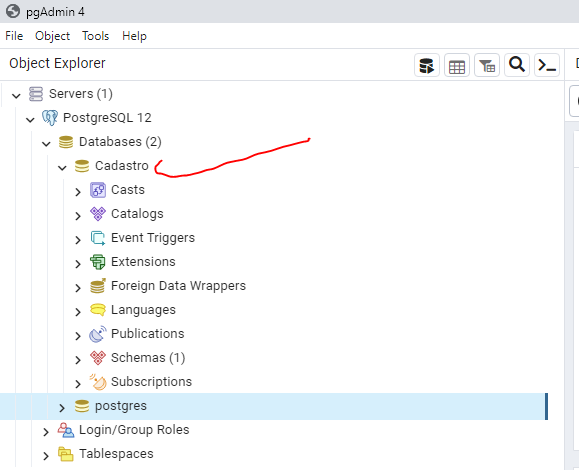 pgAdmin 4
File Object Tools Help
Object Explorer
Servers (1)
PostgreSQL 12
Databases (2)
Cadastro
Casts
Catalogs
Event Triggers
Extensions
Foreign Data Wrappers
Languages
Publications
Schemas (1)
Subscriptions
postgres
Login/Group Roles
Tablespaces